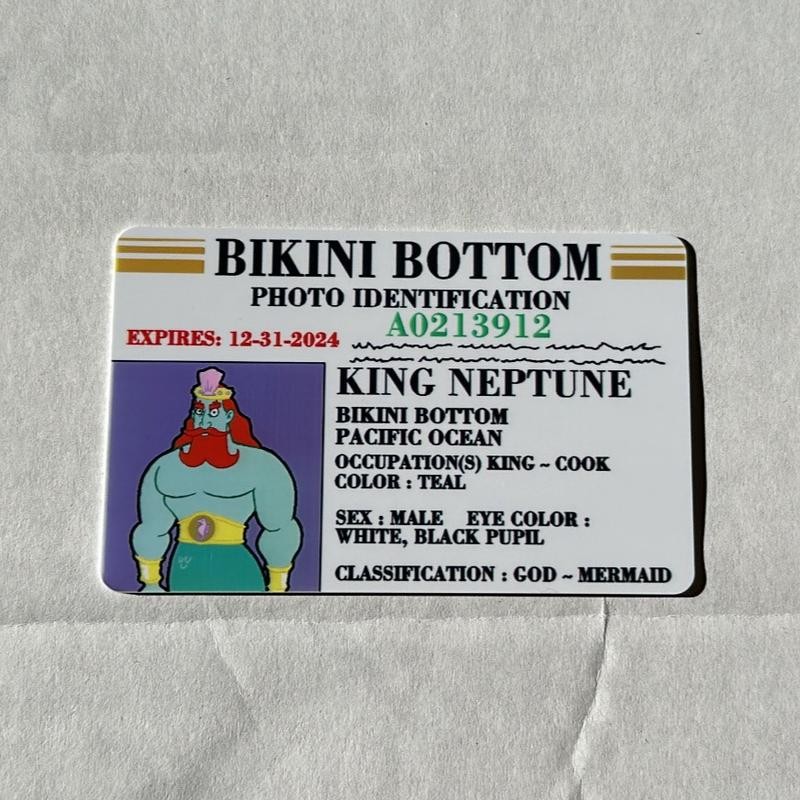 BIKINI BOTTOM
PHOTO IDENTIFICATION
A0213912
EXPIRES: 12-31-2024
KING NEPTUNE
BIKINI BOTTOM
PACIFIC OCEAN
OCCUPATION(S) KING ~ COOK
COLOR : TEAL
SEX : MALE EYE COLOR :
WHITE, BLACK PUPIL
CLASSIFICATION : GOD ~ MERMAID